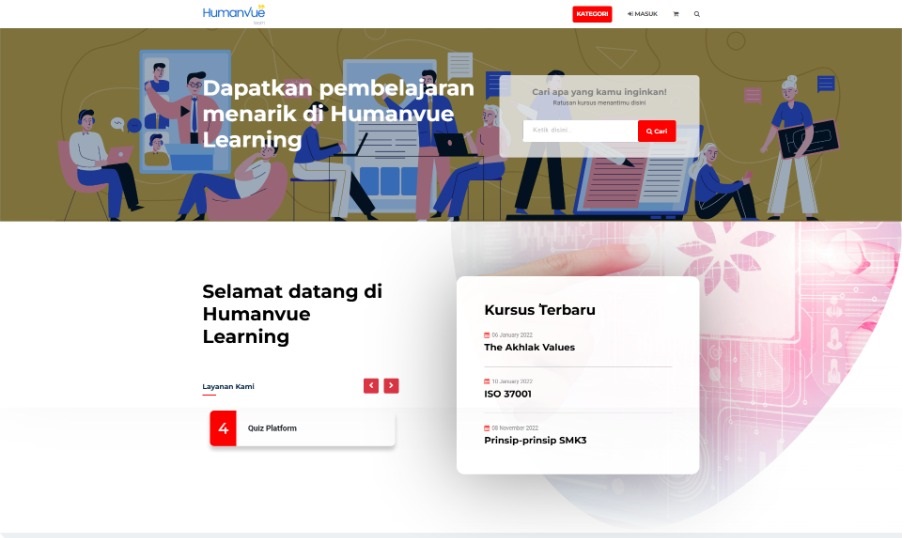 Humanvue
KATEGORI
MASUK
Dapatkan pembelajaran
menarik di Humanvue
Learning
Cari apa yang kamu inginkan!
Ratusan kursus menantimu disini
Ketik disini..
Cari
Selamat datang di
Humanvue
Learning
Layanan Kami
4
Quiz Platform
Kursus Terbaru
06 January 2022
The Akhlak Values
10 January 2022
ISO 37001
08 November 2022
Prinsip-prinsip SMK3